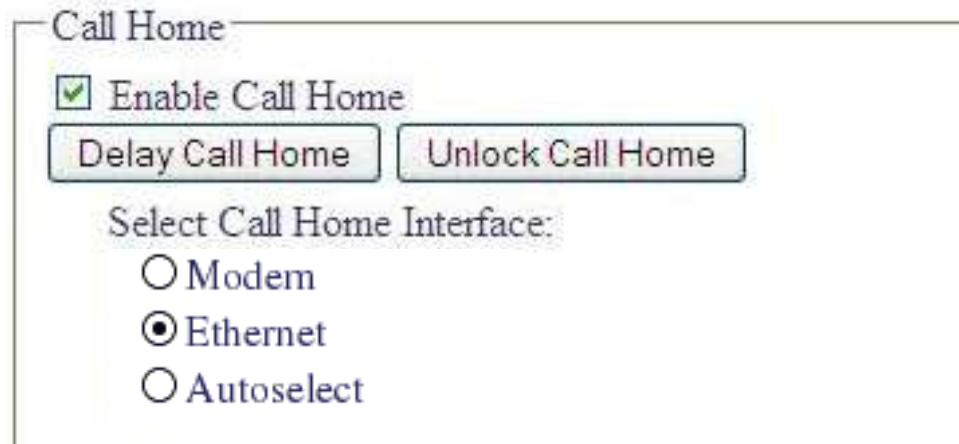 Call Home
Enable Call Home
Delay Call Home Unlock Call Home
Select Call Home Interface:
Modem
Ethernet
Autoselect